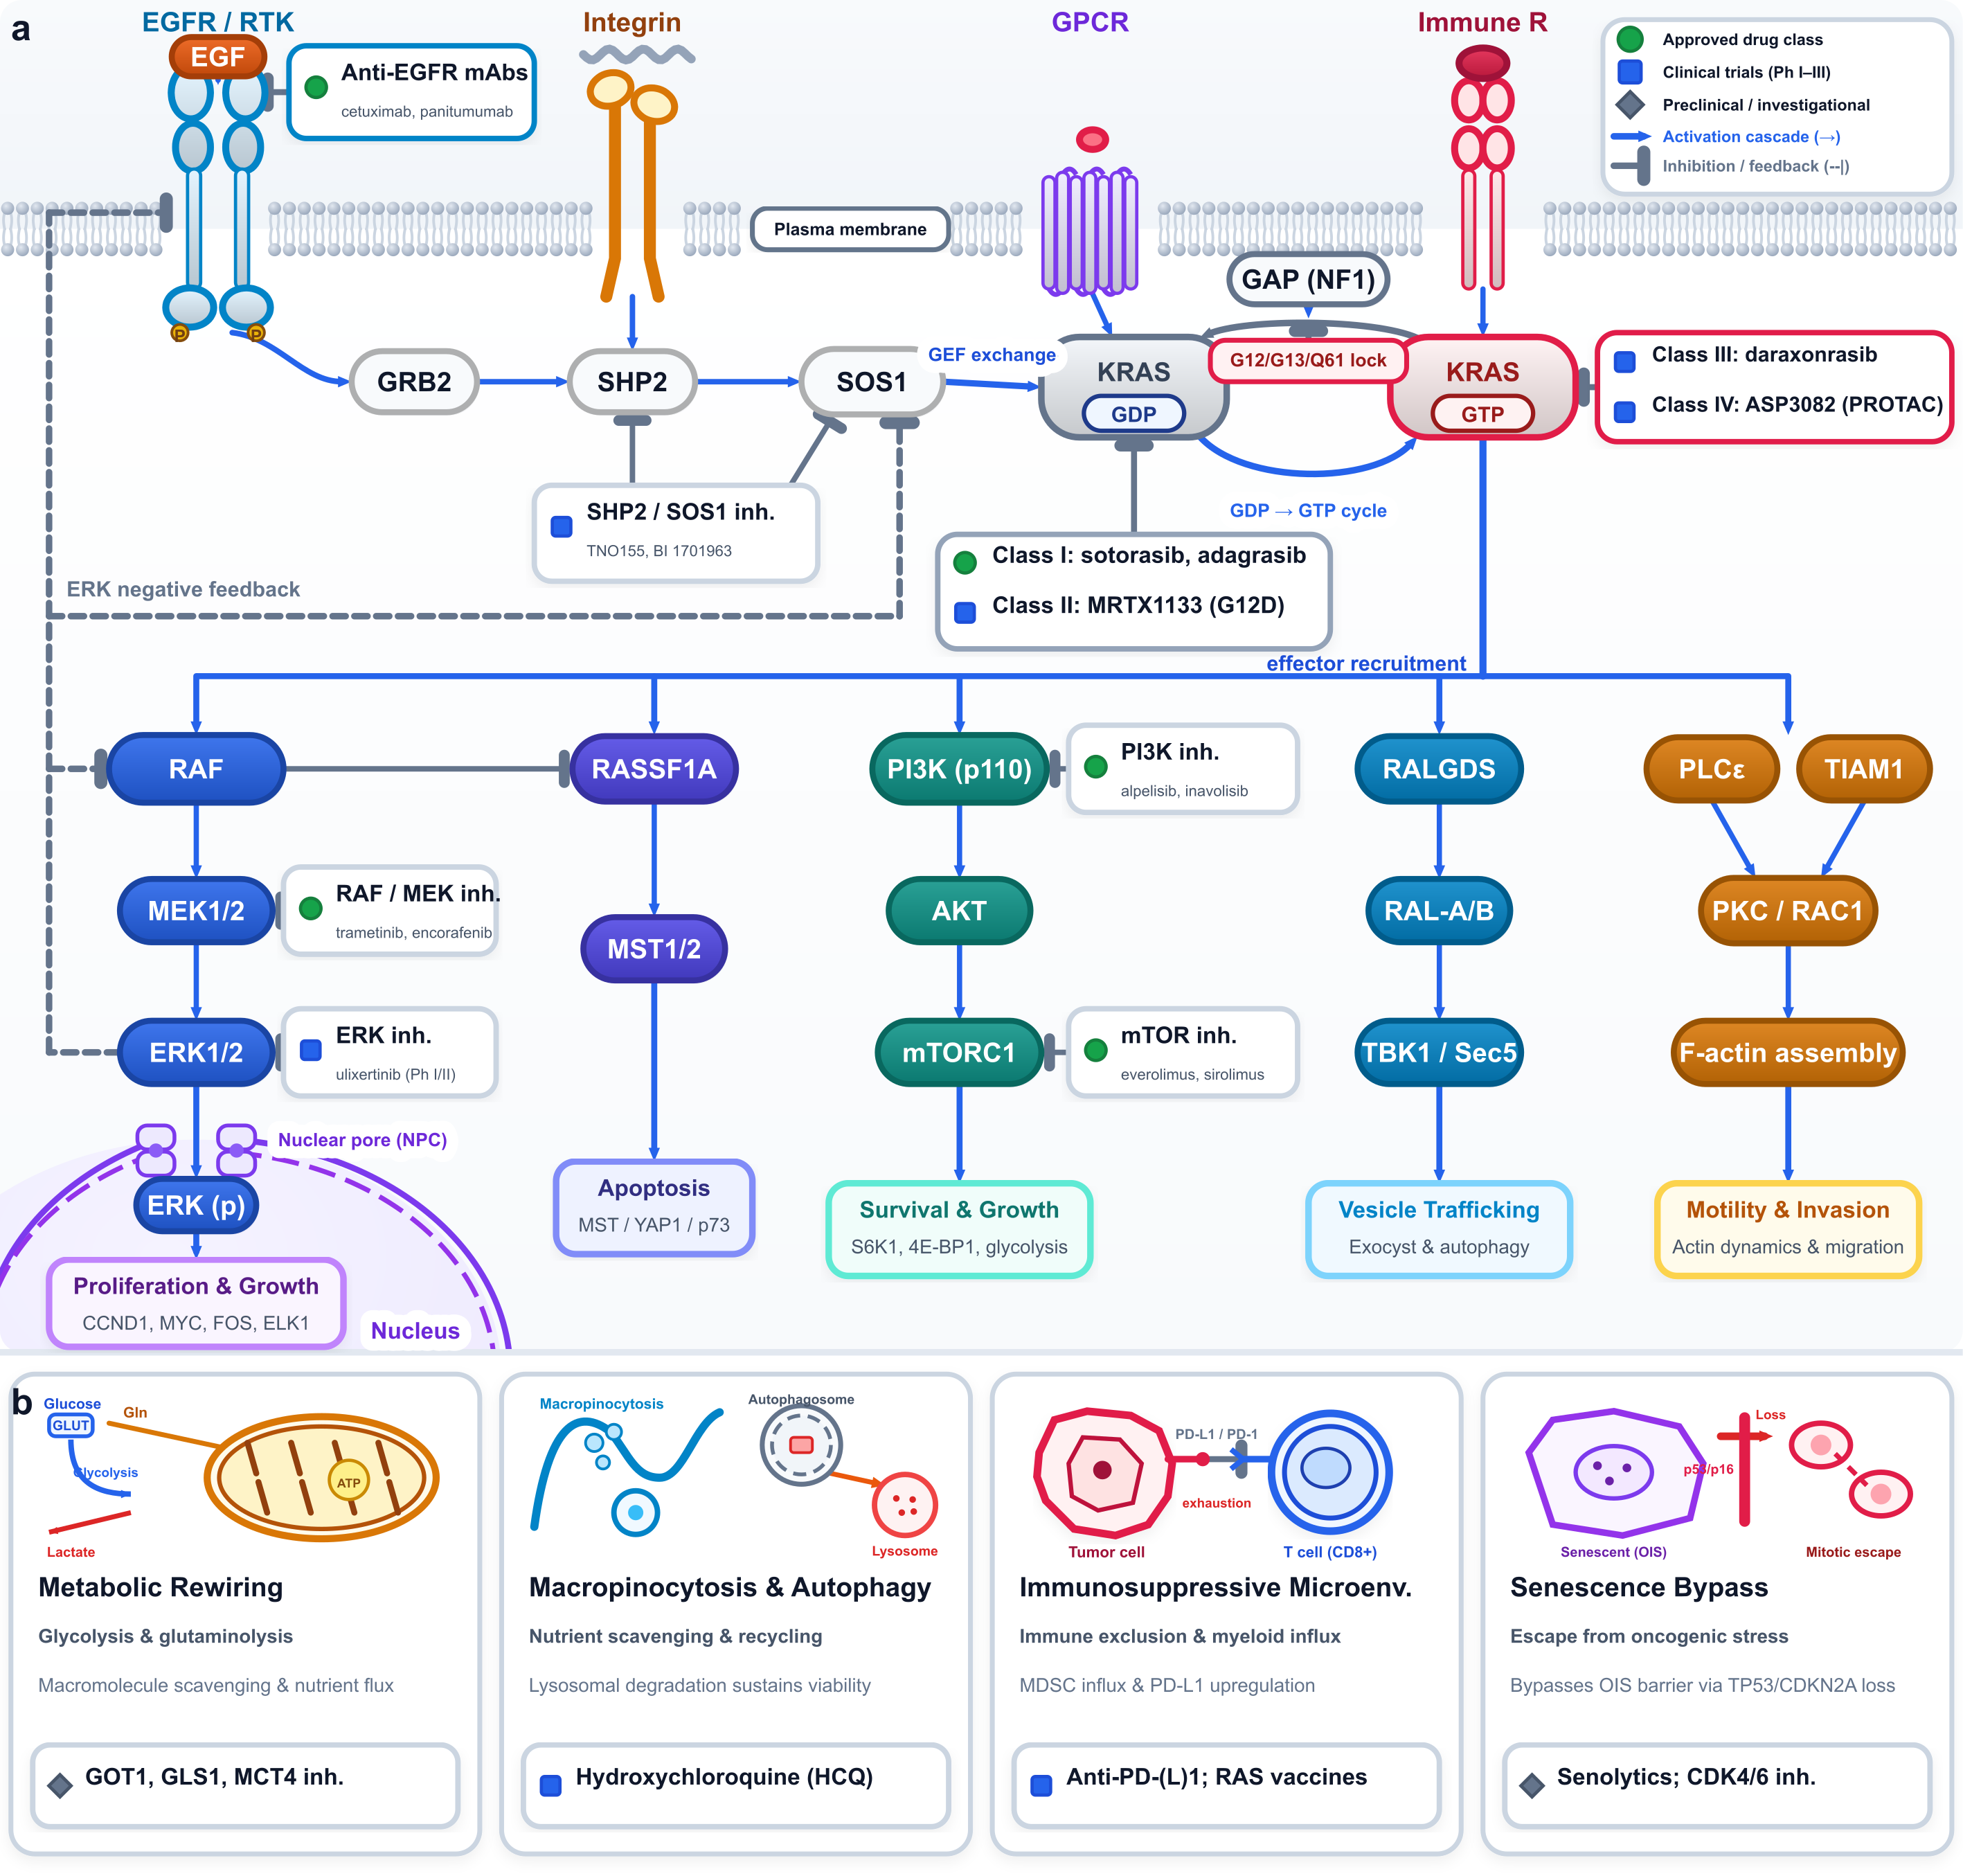 a
EGFR / RTK
EGF
Anti-EGFR mAbs
cetuximab, panitumumab
P
P
Integrin
GPCR
Immune R
Approved drug class
Clinical trials (Ph I–III)
Preclinical / investigational
Activation cascade (→)
Inhibition / feedback (--|)
Plasma membrane
GAP (NF1)
GRB2
SHP2
SOS1
GEF exchange
KRAS
GDP
G12/G13/Q61 lock
KRAS
GTP
Class III: daraxonrasib
Class IV: ASP3082 (PROTAC)
SHP2 / SOS1 inh.
TNO155, BI 1701963
GDP → GTP cycle
Class I: sotorasib, adagrasib
Class II: MRTX1133 (G12D)
ERK negative feedback
effector recruitment
RAF
RASSF1A
PI3K (p110)
PI3K inh.
alpelisib, inavolisib
RALGDS
PLCε
TIAM1
MEK1/2
RAF / MEK inh.
trametinib, encorafenib
MST1/2
AKT
RAL-A/B
PKC / RAC1
ERK1/2
ERK inh.
ulixertinib (Ph I/II)
mTORC1
mTOR inh.
everolimus, sirolimus
TBK1 / Sec5
F-actin assembly
Nuclear pore (NPC)
ERK (p)
Proliferation & Growth
CCND1, MYC, FOS, ELK1
Nucleus
Apoptosis
MST / YAP1 / p73
Survival & Growth
S6K1, 4E-BP1, glycolysis
Vesicle Trafficking
Exocyst & autophagy
Motility & Invasion
Actin dynamics & migration
b
Glucose
GLUT
Gln
Glycolysis
ATP
Lactate
Metabolic Rewiring
Glycolysis & glutaminolysis
Macromolecule scavenging & nutrient flux
GOT1, GLS1, MCT4 inh.
Macropinocytosis
Autophagosome
Lysosome
Macropinocytosis & Autophagy
Nutrient scavenging & recycling
Lysosomal degradation sustains viability
Hydroxychloroquine (HCQ)
PD-L1 / PD-1
exhaustion
Tumor cell
T cell (CD8+)
Immunosuppressive Microenv.
Immune exclusion & myeloid influx
MDSC influx & PD-L1 upregulation
Anti-PD-(L)1; RAS vaccines
Loss
p53/p16
Senescent (OIS)
Mitotic escape
Senescence Bypass
Escape from oncogenic stress
Bypasses OIS barrier via TP53/CDKN2A loss
Senolytics; CDK4/6 inh.